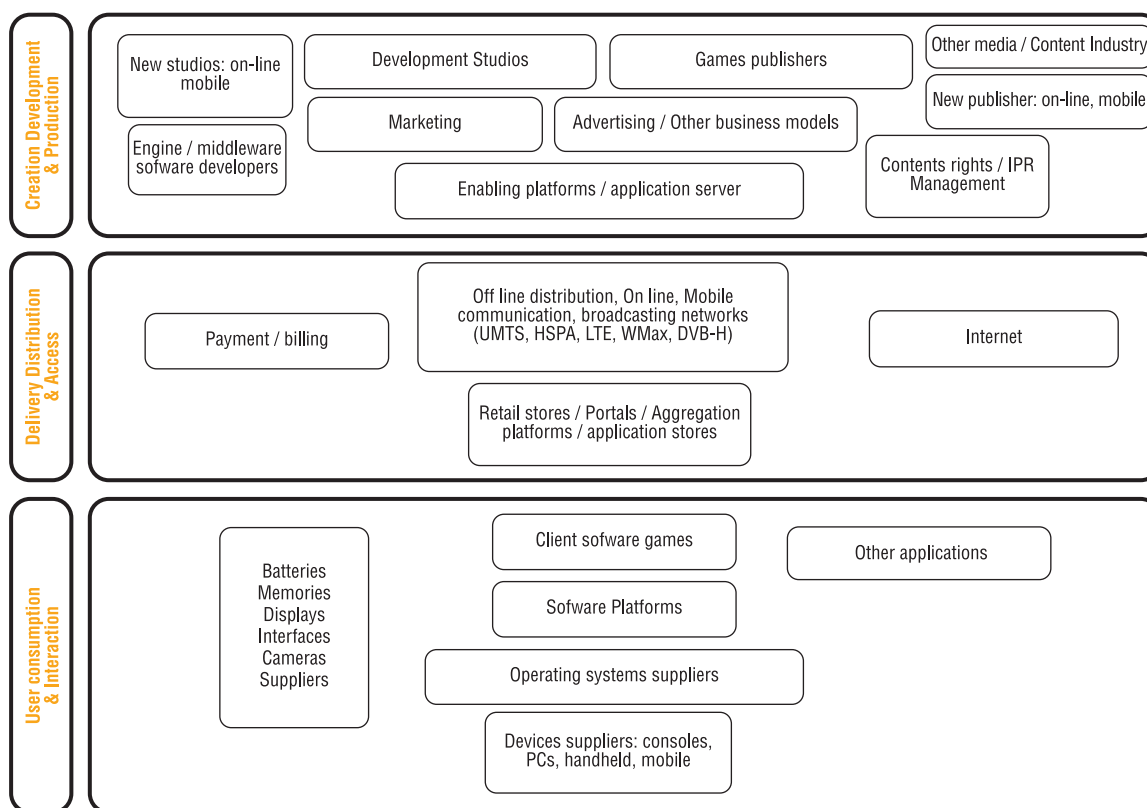 Creation Development
& Production
New studios: on-line
mobile
Development Studios
Games publishers
Other media / Content Industry
New publisher: on-line, mobile
Marketing
Advertising / Other business models
Engine / middleware
sofware developers
Contents rights / IPR
Management
Enabling platforms / application server
Delivery Distribution
& Access
Off line distribution, On line, Mobile
communication, broadcasting networks
(UMTS, HSPA, LTE, WMax, DVB-H)
Payment / billing
Internet
Retail stores / Portals / Aggregation
platforms / application stores
User consumption
& Interaction
Batteries
Memories
Displays
Interfaces
Cameras
Suppliers
Client sofware games
Other applications
Sofware Platforms
Operating systems suppliers
Devices suppliers: consoles,
PCs, handheld, mobile